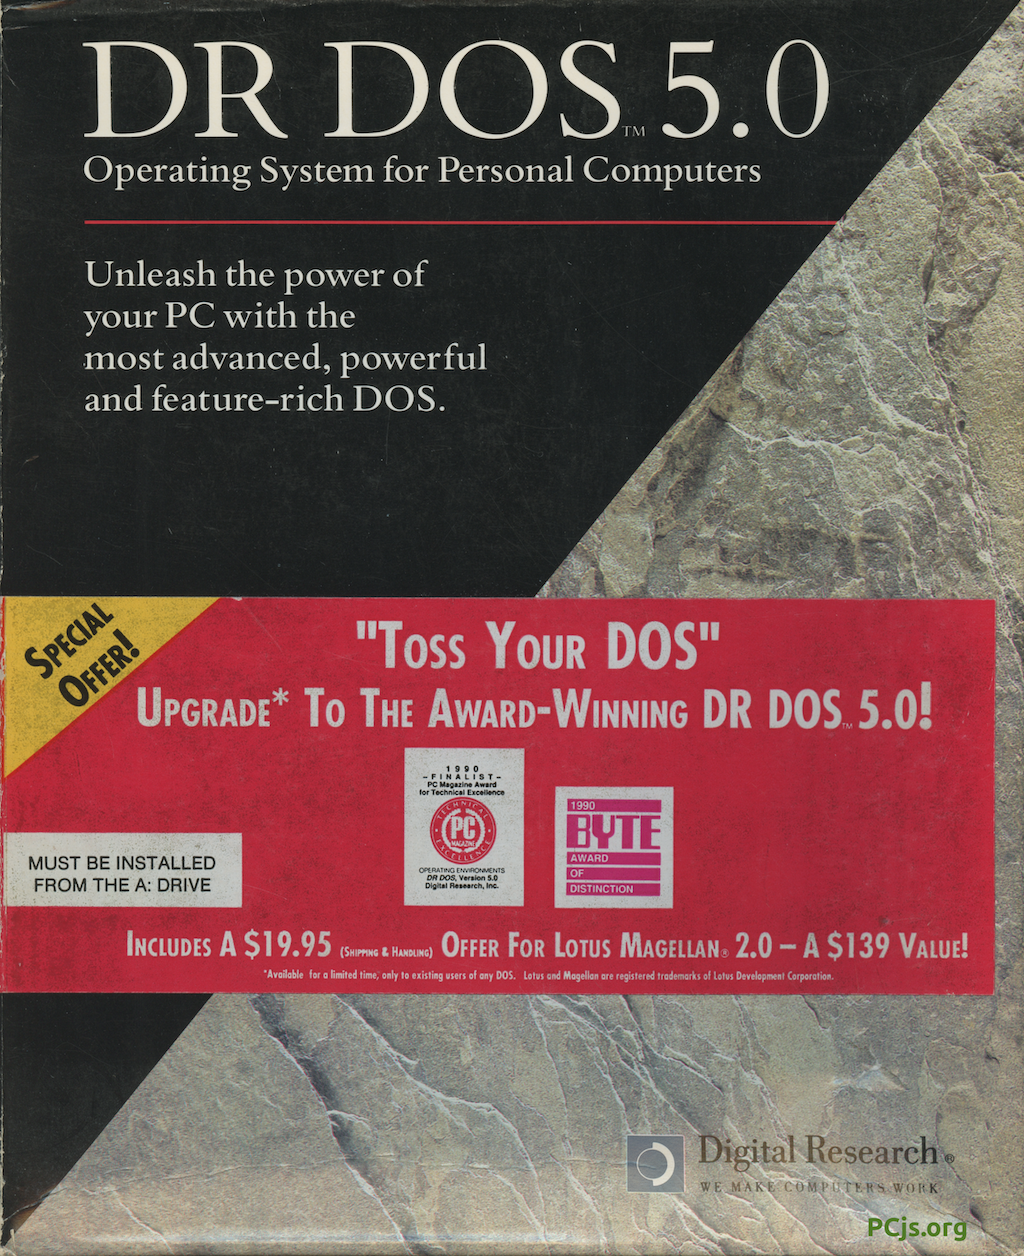 DR DOS™ 5.0
Operating System for Personal Computers
Unleash the power of
your PC with the
most advanced, powerful
and feature-rich DOS.
SPECIAL
OFFER!
"TOSS YOUR DOS"
UPGRADE* TO THE AWARD-WINNING DR DOS™ 5.0!
1990
–FINALIST–
PC Magazine Award
for Technical Excellence
TECHNICAL
PC
MAGAZINE
EXCELLENCE
OPERATING ENVIRONMENTS
DR DOS, Version 5.0
Digital Research, Inc.
1990
BYTE
AWARD
OF
DISTINCTION
MUST BE INSTALLED
FROM THE A: DRIVE
INCLUDES A $19.95 (SHIPPING & HANDLING) OFFER FOR LOTUS MAGELLAN® 2.0 – A $139 VALUE!
*Available for a limited time, only to existing users of any DOS. Lotus and Magellan are registered trademarks of Lotus Development Corporation.
Digital Research®
WE MAKE COMPUTERS WORK
PCjs.org